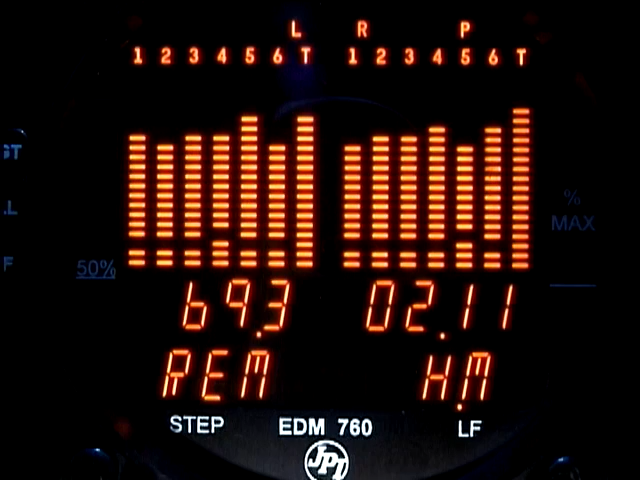 L R P
1 2 3 4 5 6 T 1 2 3 4 5 6 T
%
MAX
50%
69.3 02.11
REM H.M
STEP EDM 760 LF
JPI